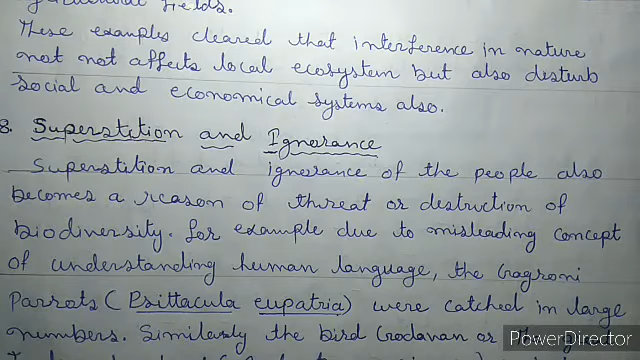 fields.
These examples cleared that interference in nature
not not affects local ecosystem but also disturb
social and economical systems also.
8. Superstition and Ignorance
Superstition and ignorance of the people also
becomes a reason of threat or destruction of
biodiversity. For example due to misleading concept
of understanding human language, the Gagroni
Parrots (Psittacula eupatria) were catched in large
numbers. Similarly the bird Godavan or
PowerDirector